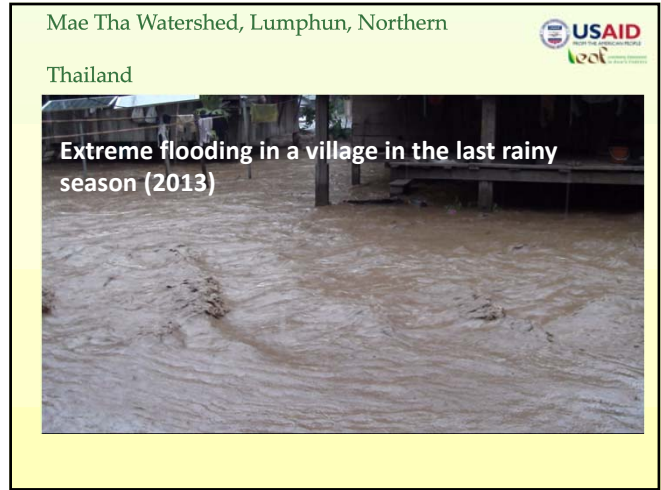 Mae Tha Watershed, Lumphun, Northern
Thailand
USAID
FROM THE AMERICAN PEOPLE
leaf
Extreme flooding in a village in the last rainy
season (2013)